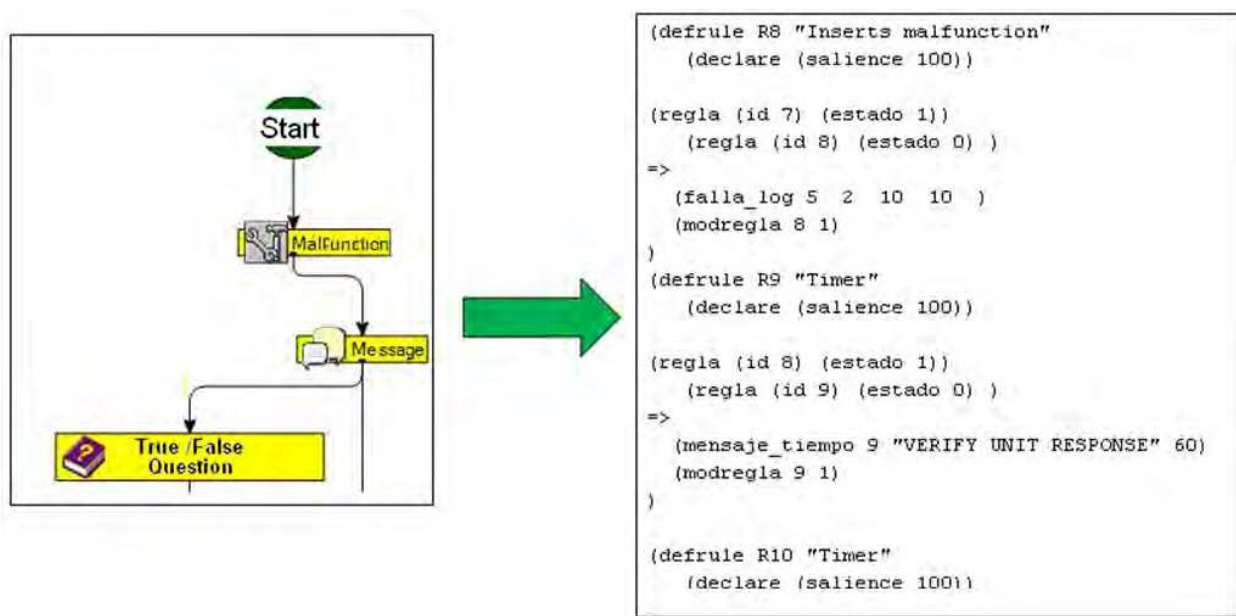 Start
Malfunction
Message
True /False
Question
(defrule R8 "Inserts malfunction"
(declare (salience 100))
(regla (id 7) (estado 1))
(regla (id 8) (estado 0) )
=>
(falla_log 5 2 10 10 )
(modregla 8 1)
)
(defrule R9 "Timer"
(declare (salience 100))
(regla (id 8) (estado 1))
(regla (id 9) (estado 0) )
=>
(mensaje_tiempo 9 "VERIFY UNIT RESPONSE" 60)
(modregla 9 1)
)
(defrule R10 "Timer"
(declare (salience 100))